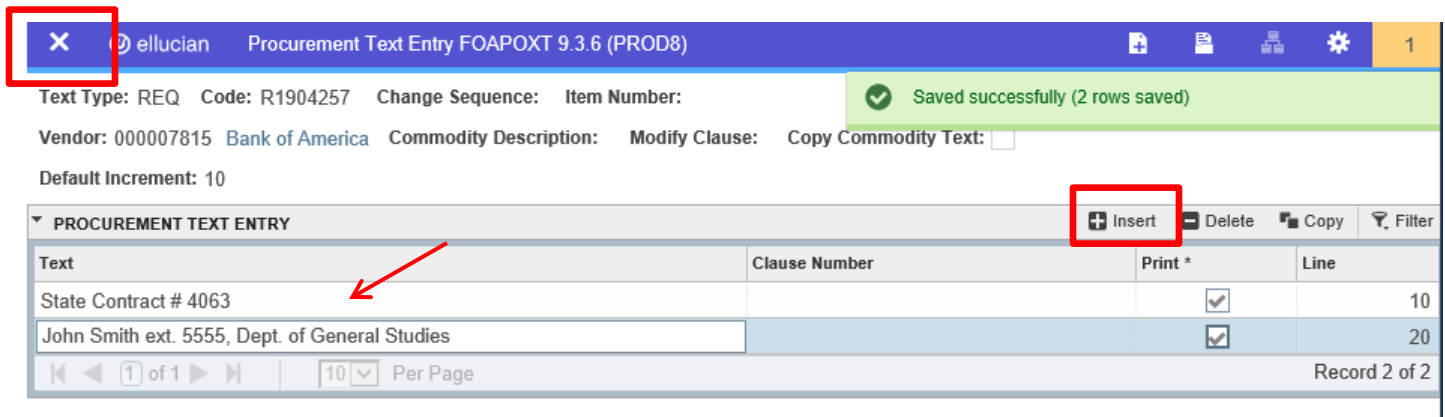 ellucian Procurement Text Entry FOAPOXT 9.3.6 (PROD8) 1
Saved successfully (2 rows saved)
Text Type: REQ Code: R1904257 Change Sequence: Item Number:
Vendor: 000007815 Bank of America Commodity Description: Modify Clause: Copy Commodity Text:
Default Increment: 10
PROCUREMENT TEXT ENTRY Insert Delete Copy Filter
Text Clause Number Print * Line
State Contract # 4063 10
John Smith ext. 5555, Dept. of General Studies 20
1 of 1 10 Per Page Record 2 of 2